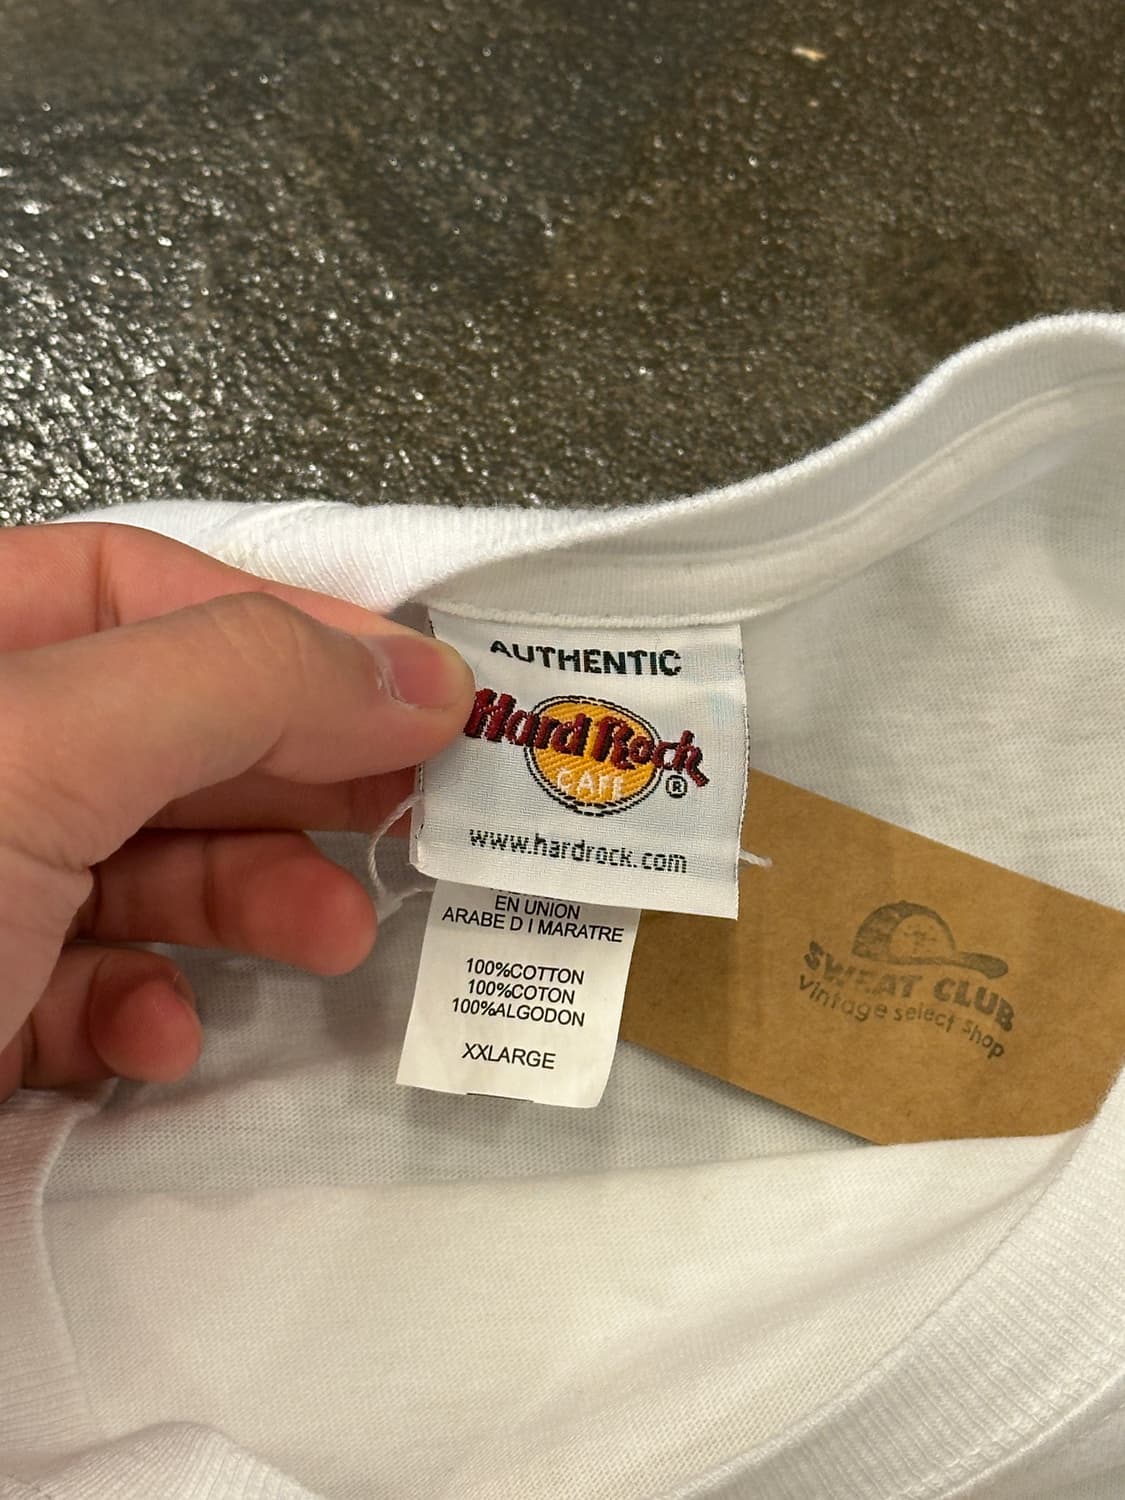 AUTHENTIC
Hard Rock
CAFE
®
www.hardrock.com
EN UNION
ARABE D I MARATRE
100%COTTON
100%COTON
100%ALGODON
XXLARGE
SWEAT CLUB
vintage select shop